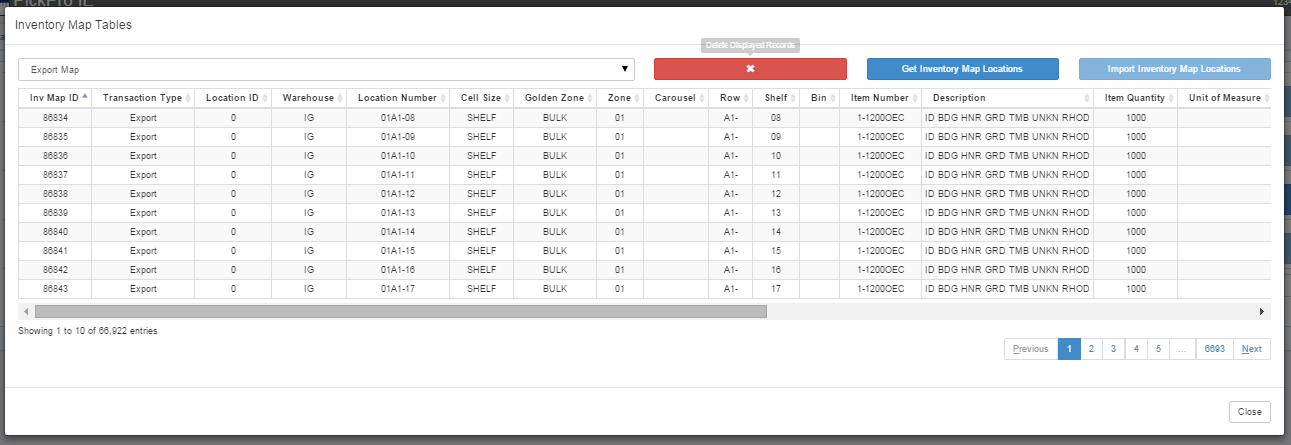 PickPro IE
Inventory Map Tables
Delete Displayed Records
Export Map ▼ ✖ Get Inventory Map Locations Import Inventory Map Locations
Inv Map ID Transaction Type Location ID Warehouse Location Number Cell Size Golden Zone Zone Carousel Row Shelf Bin Item Number Description Item Quantity Unit of Measure
86834 Export 0 IG 01A1-08 SHELF BULK 01 A1- 08 1-1200OEC ID BDG HNR GRD TMB UNKN RHOD 1000
86835 Export 0 IG 01A1-09 SHELF BULK 01 A1- 09 1-1200OEC ID BDG HNR GRD TMB UNKN RHOD 1000
86836 Export 0 IG 01A1-10 SHELF BULK 01 A1- 10 1-1200OEC ID BDG HNR GRD TMB UNKN RHOD 1000
86837 Export 0 IG 01A1-11 SHELF BULK 01 A1- 11 1-1200OEC ID BDG HNR GRD TMB UNKN RHOD 1000
86838 Export 0 IG 01A1-12 SHELF BULK 01 A1- 12 1-1200OEC ID BDG HNR GRD TMB UNKN RHOD 1000
86839 Export 0 IG 01A1-13 SHELF BULK 01 A1- 13 1-1200OEC ID BDG HNR GRD TMB UNKN RHOD 1000
86840 Export 0 IG 01A1-14 SHELF BULK 01 A1- 14 1-1200OEC ID BDG HNR GRD TMB UNKN RHOD 1000
86841 Export 0 IG 01A1-15 SHELF BULK 01 A1- 15 1-1200OEC ID BDG HNR GRD TMB UNKN RHOD 1000
86842 Export 0 IG 01A1-16 SHELF BULK 01 A1- 16 1-1200OEC ID BDG HNR GRD TMB UNKN RHOD 1000
86843 Export 0 IG 01A1-17 SHELF BULK 01 A1- 17 1-1200OEC ID BDG HNR GRD TMB UNKN RHOD 1000
Showing 1 to 10 of 66,922 entries
Previous 1 2 3 4 5 ... 6693 Next
Close